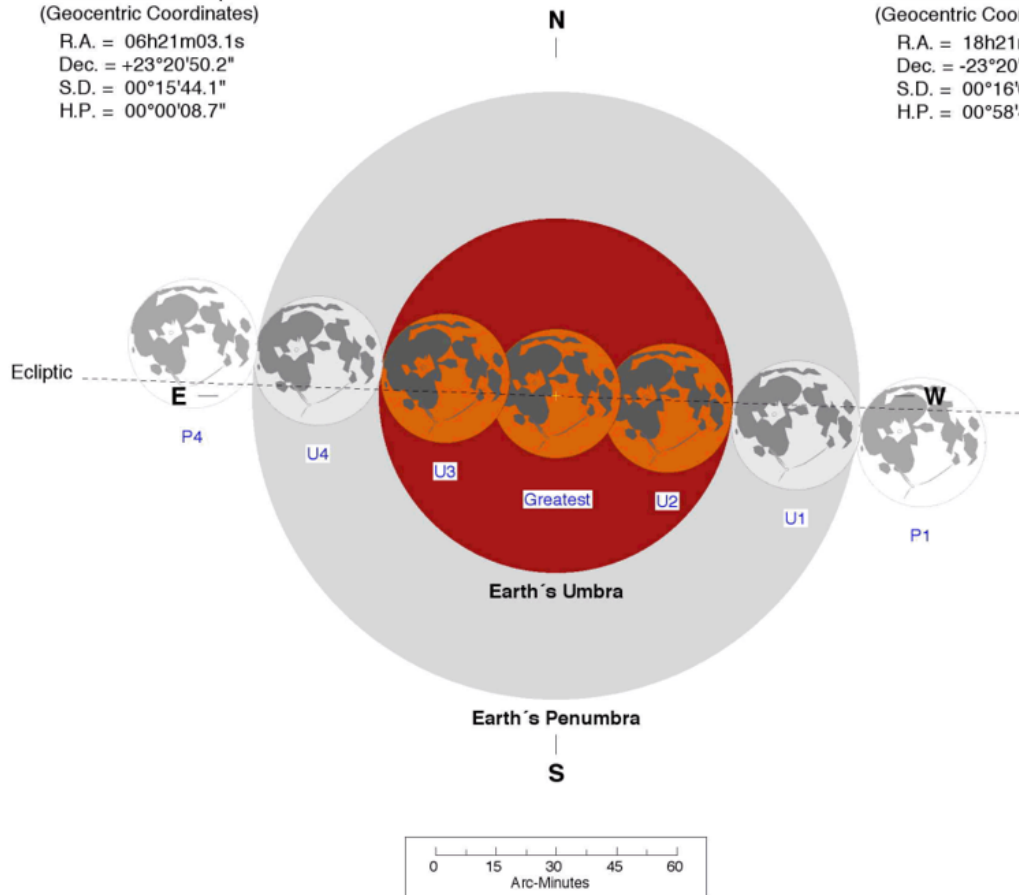 (Geocentric Coordinates)
R.A. = 06h21m03.1s
Dec. = +23°20'50.2"
S.D. = 00°15'44.1"
H.P. = 00°00'08.7"
N
(Geocentric Coor
R.A. = 18h21
Dec. = -23°20'
S.D. = 00°16'
H.P. = 00°58'
Ecliptic
E
W
P4
U4
U3
Greatest
U2
U1
P1
Earth´s Umbra
Earth´s Penumbra
S
0 15 30 45 60
Arc-Minutes